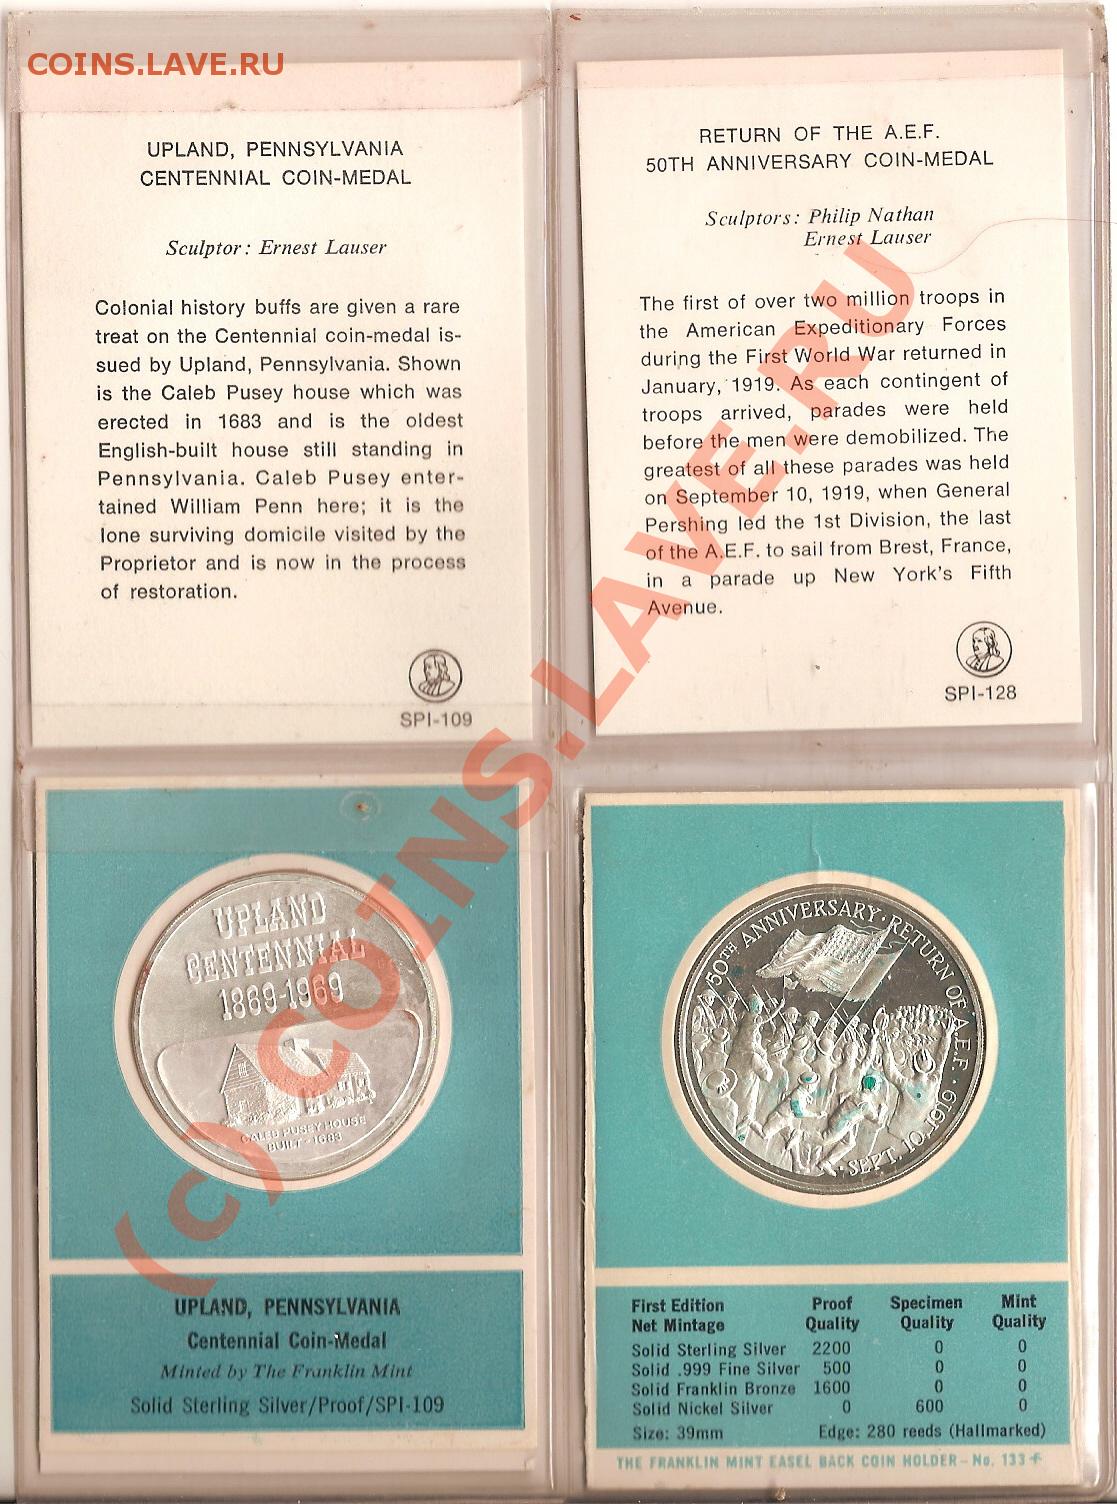 COINS.LAVE.RU
UPLAND, PENNSYLVANIA
CENTENNIAL COIN-MEDAL
Sculptor: Ernest Lauser
Colonial history buffs are given a rare
treat on the Centennial coin-medal is-
sued by Upland, Pennsylvania. Shown
is the Caleb Pusey house which was
erected in 1683 and is the oldest
English-built house still standing in
Pennsylvania. Caleb Pusey enter-
tained William Penn here; it is the
lone surviving domicile visited by the
Proprietor and is now in the process
of restoration.
SPI-109
RETURN OF THE A.E.F.
50TH ANNIVERSARY COIN-MEDAL
Sculptors: Philip Nathan
Ernest Lauser
The first of over two million troops in
the American Expeditionary Forces
during the First World War returned in
January, 1919. As each contingent of
troops arrived, parades were held
before the men were demobilized. The
greatest of all these parades was held
on September 10, 1919, when General
Pershing led the 1st Division, the last
of the A.E.F. to sail from Brest, France,
in a parade up New York's Fifth
Avenue.
SPI-128
(c) COINS.LAVE.RU
UPLAND
CENTENNIAL
1869-1969
CALEB PUSEY HOUSE
BUILT - 1683
UPLAND, PENNSYLVANIA
Centennial Coin-Medal
Minted by The Franklin Mint
Solid Sterling Silver/Proof/SPI-109
50TH ANNIVERSARY · RETURN OF A.E.F. · SEPT. 10, 1919 ·
First Edition Proof Specimen Mint
Net Mintage Quality Quality Quality
Solid Sterling Silver 2200 0 0
Solid .999 Fine Silver 500 0 0
Solid Franklin Bronze 1600 0 0
Solid Nickel Silver 0 600 0
Size: 39mm Edge: 280 reeds (Hallmarked)
THE FRANKLIN MINT EASEL BACK COIN HOLDER - No. 133-F